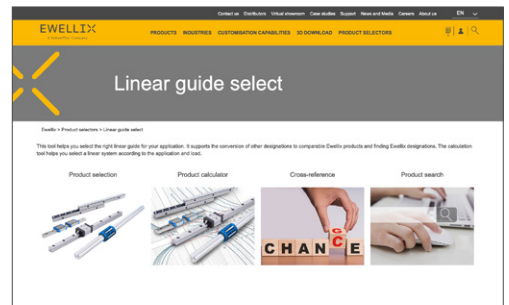 Contact us Distributors Virtual showroom Case studies Support News and Media Careers About us EN
EWELLIX
PRODUCTS INDUSTRIES CUSTOMISATION CAPABILITIES 3D DOWNLOAD PRODUCT SELECTORS
Linear guide select
Ewellix > Product selectors > Linear guide select
This tool helps you select the right linear guide for your application. It supports the conversion of other designations to comparable Ewellix products and finding Ewellix designations. The calculation
tool helps you select a linear system according to the application and load.
Product selection Product calculator Cross-reference Product search
G
CHANCE